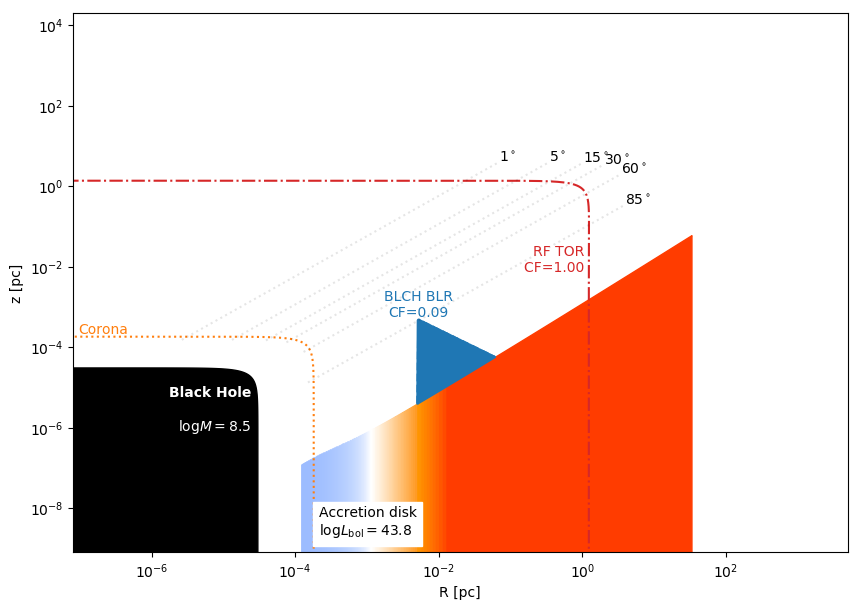 10^4
10^2
10^0
10^-2
10^-4
10^-6
10^-8
z [pc]
1°
5°
15°
30°
60°
85°
RF TOR
CF=1.00
BLCH BLR
CF=0.09
Corona
Black Hole
logM = 8.5
Accretion disk
logL_bol = 43.8
10^-6
10^-4
10^-2
10^0
10^2
R [pc]